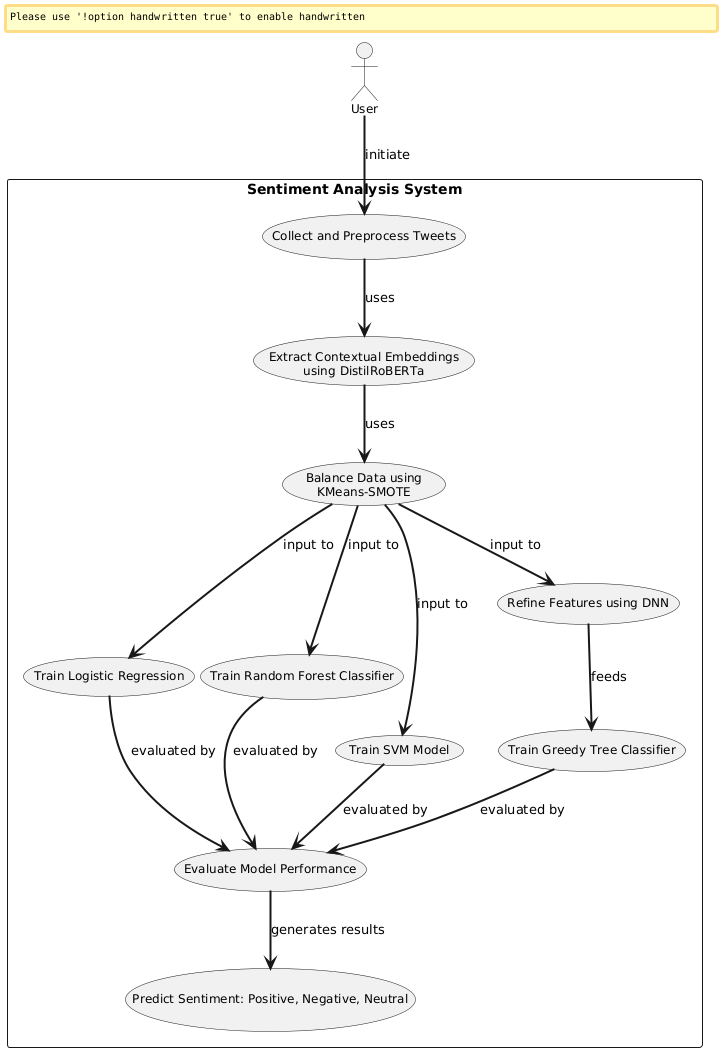 Please use '!option handwritten true' to enable handwritten
User
initiate
Sentiment Analysis System
Collect and Preprocess Tweets
uses
Extract Contextual Embeddings
using DistilRoBERTa
uses
Balance Data using
KMeans-SMOTE
input to
input to
input to
input to
Refine Features using DNN
Train Logistic Regression
Train Random Forest Classifier
feeds
evaluated by
evaluated by
Train SVM Model
Train Greedy Tree Classifier
evaluated by
evaluated by
Evaluate Model Performance
generates results
Predict Sentiment: Positive, Negative, Neutral